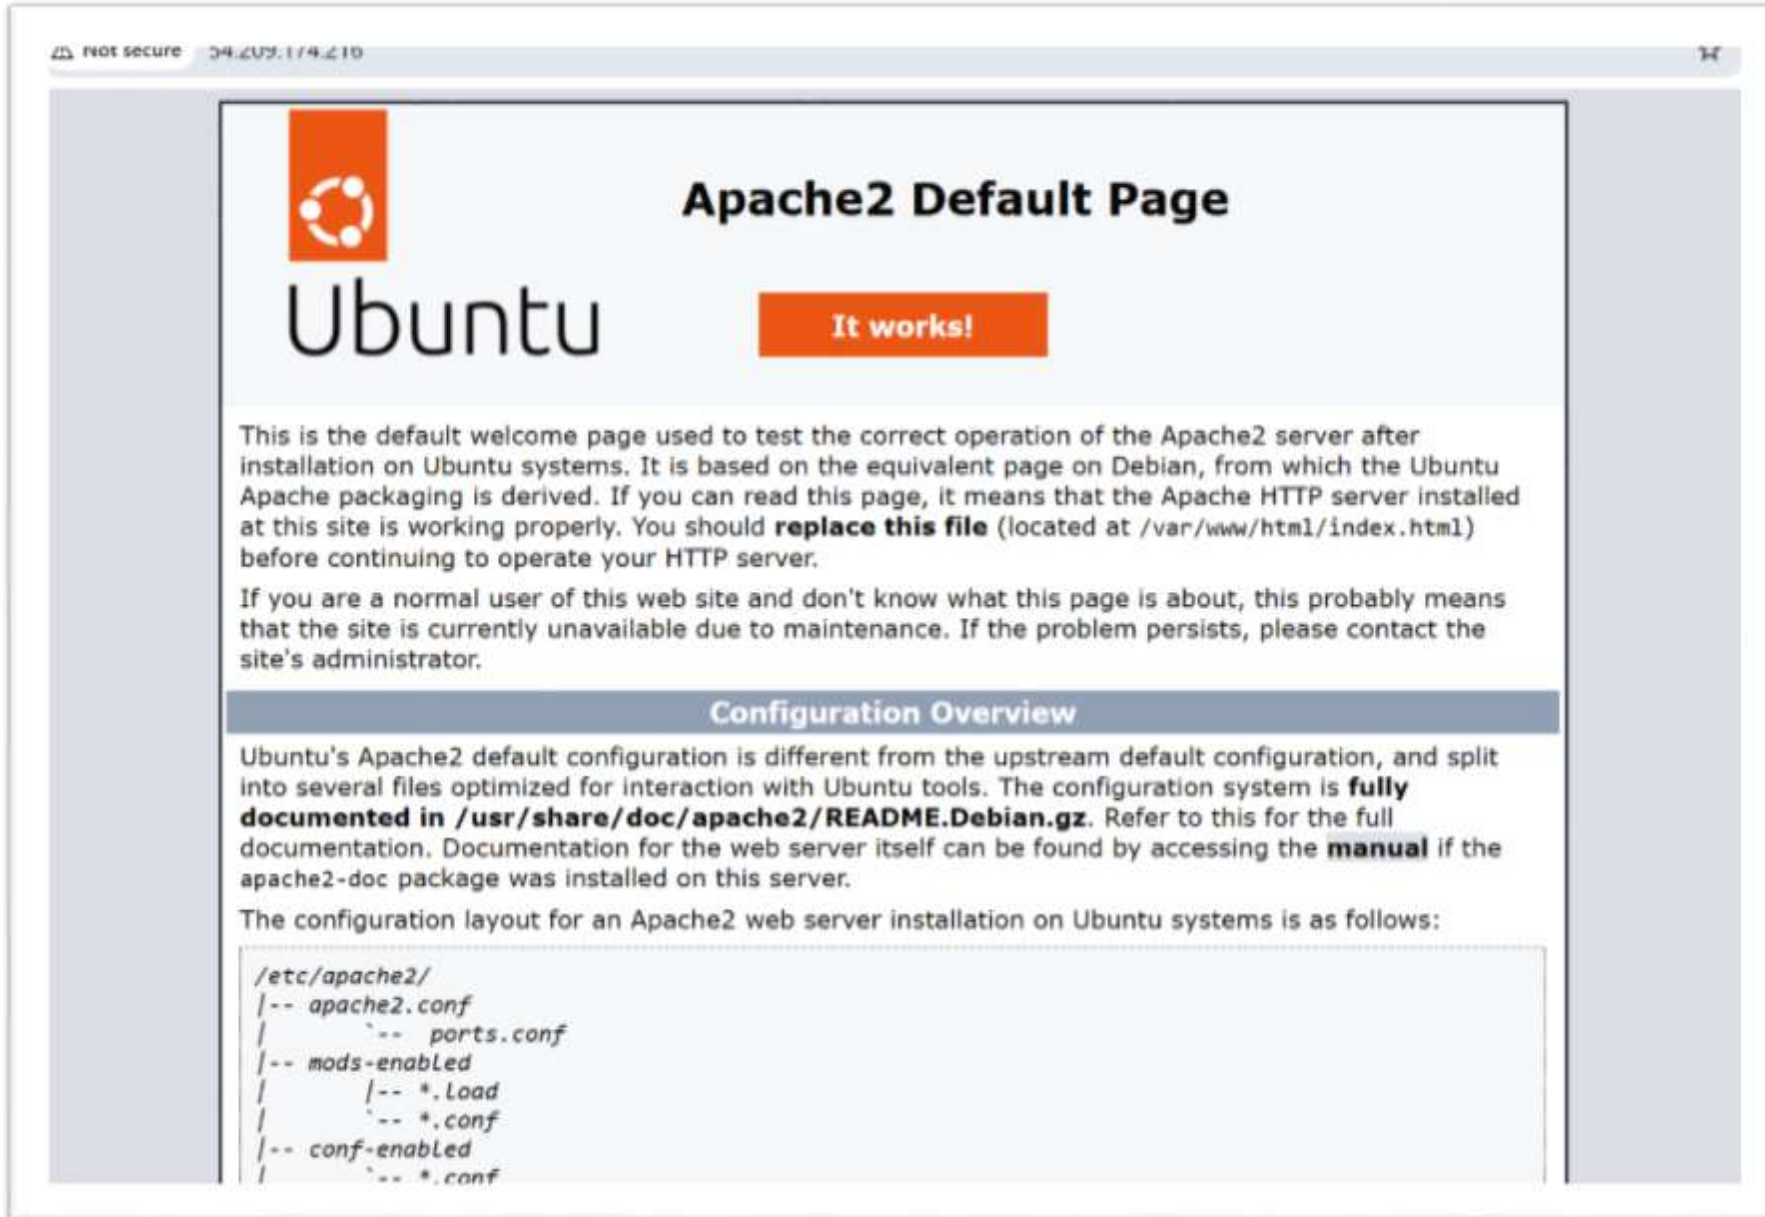 Not secure 54.209.174.216
Apache2 Default Page
Ubuntu
It works!
This is the default welcome page used to test the correct operation of the Apache2 server after
installation on Ubuntu systems. It is based on the equivalent page on Debian, from which the Ubuntu
Apache packaging is derived. If you can read this page, it means that the Apache HTTP server installed
at this site is working properly. You should replace this file (located at /var/www/html/index.html)
before continuing to operate your HTTP server.
If you are a normal user of this web site and don't know what this page is about, this probably means
that the site is currently unavailable due to maintenance. If the problem persists, please contact the
site's administrator.
Configuration Overview
Ubuntu's Apache2 default configuration is different from the upstream default configuration, and split
into several files optimized for interaction with Ubuntu tools. The configuration system is fully
documented in /usr/share/doc/apache2/README.Debian.gz. Refer to this for the full
documentation. Documentation for the web server itself can be found by accessing the manual if the
apache2-doc package was installed on this server.
The configuration layout for an Apache2 web server installation on Ubuntu systems is as follows:
/etc/apache2/
|-- apache2.conf
|       `--  ports.conf
|-- mods-enabled
|       |-- *.load
|       `-- *.conf
|-- conf-enabled
|       `-- *.conf